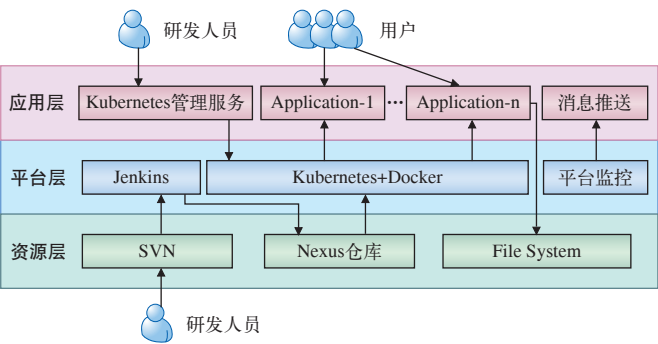 研发人员
用户
应用层
Kubernetes管理服务
Application-1
···
Application-n
消息推送
平台层
Jenkins
Kubernetes+Docker
平台监控
资源层
SVN
Nexus仓库
File System
研发人员